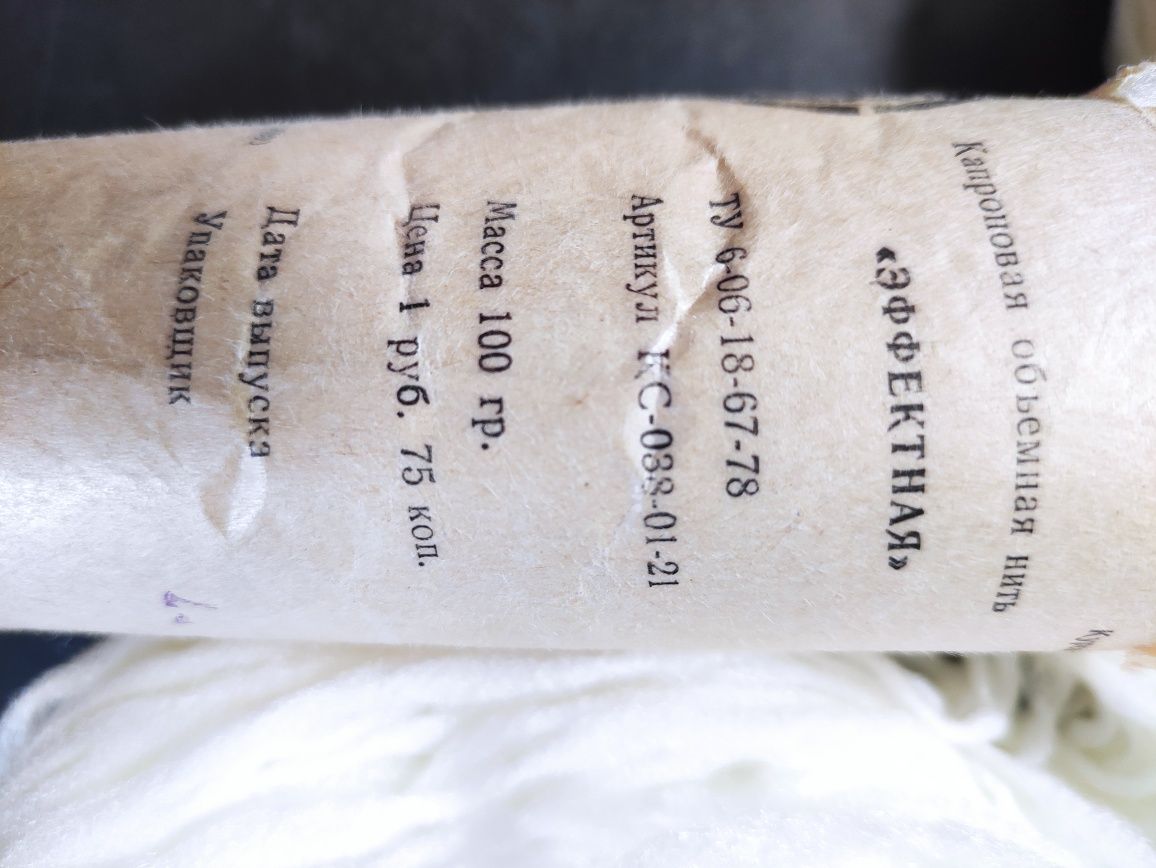 Капроновая объемная нить
«ЭФФЕКТНАЯ»
ТУ 6-06-18-67-78
Артикул КС-038-01-21
Масса 100 гр.
Цена 1 руб. 75 коп.
Дата выпуска
Упаковщик